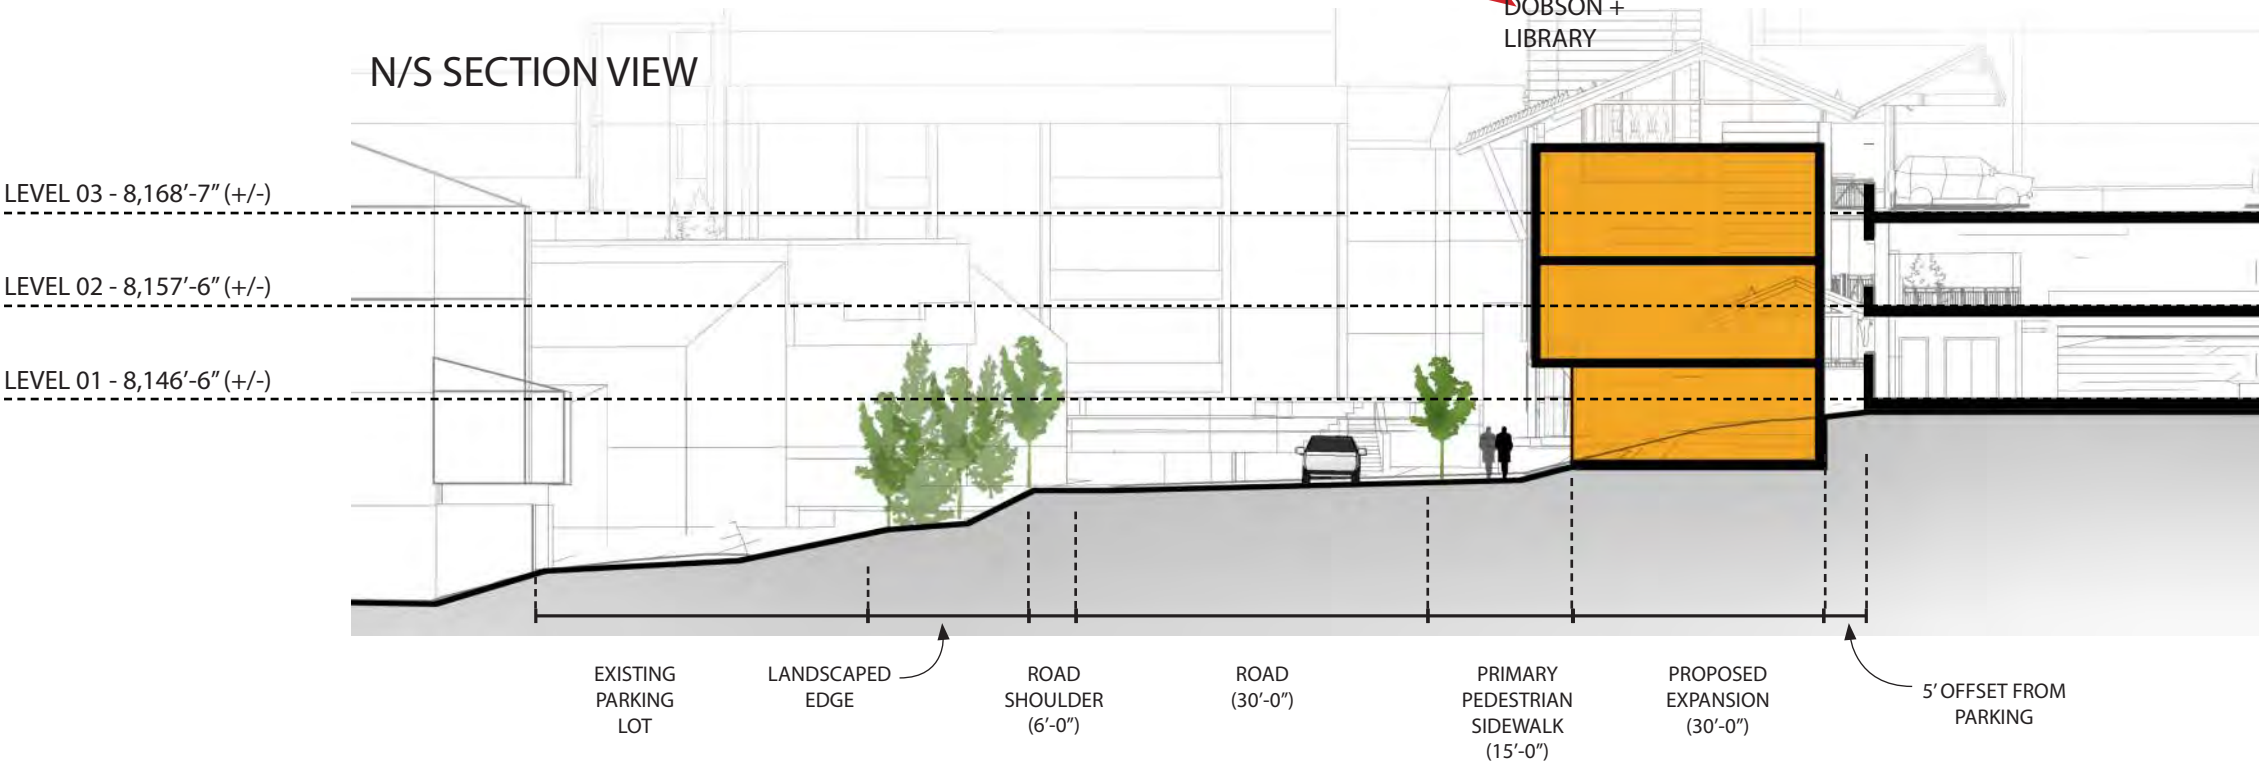 DOBSON +
LIBRARY
N/S SECTION VIEW
LEVEL 03 - 8,168'-7" (+/-)
LEVEL 02 - 8,157'-6" (+/-)
LEVEL 01 - 8,146'-6" (+/-)
EXISTING
PARKING
LOT
LANDSCAPED
EDGE
ROAD
SHOULDER
(6'-0")
ROAD
(30'-0")
PRIMARY
PEDESTRIAN
SIDEWALK
(15'-0")
PROPOSED
EXPANSION
(30'-0")
5' OFFSET FROM
PARKING